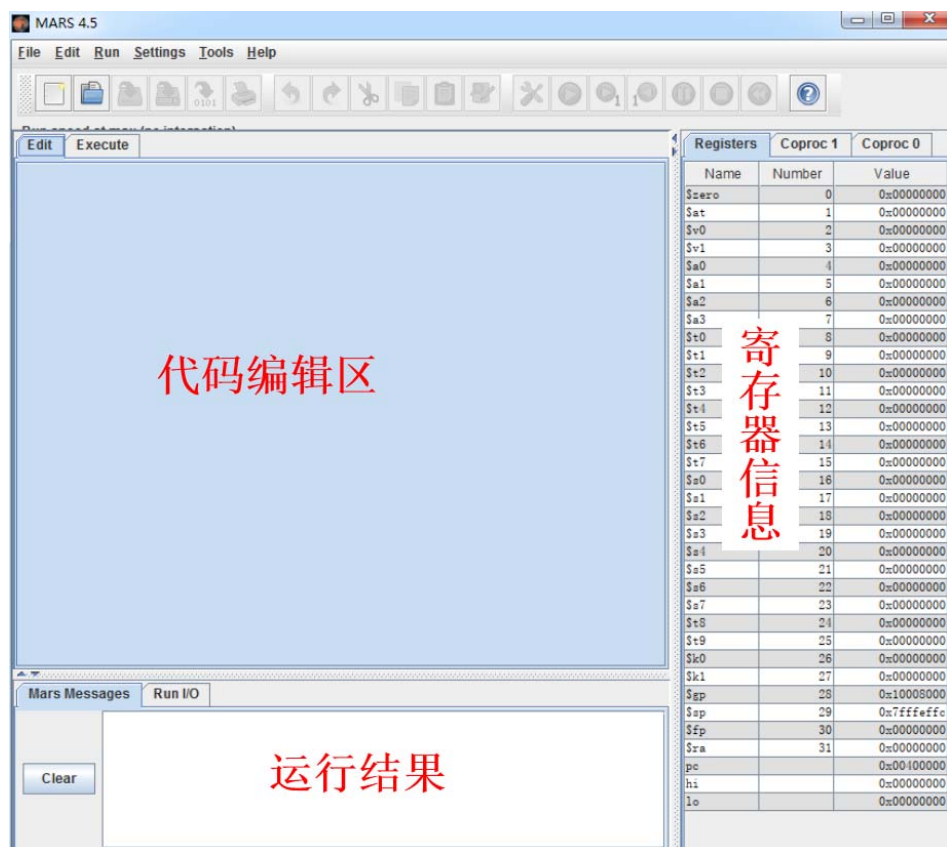 MARS 4.5
File Edit Run Settings Tools Help
Edit Execute
代码编辑区
Mars Messages Run I/O
Clear
运行结果
Registers Coproc 1 Coproc 0
Name Number Value
$zero 0 0x00000000
$at 1 0x00000000
$v0 2 0x00000000
$v1 3 0x00000000
$a0 4 0x00000000
$a1 5 0x00000000
$a2 6 0x00000000
$a3 7 0x00000000
$t0 8 0x00000000
$t1 9 0x00000000
$t2 10 0x00000000
$t3 11 0x00000000
$t4 12 0x00000000
$t5 13 0x00000000
$t6 14 0x00000000
$t7 15 0x00000000
$s0 16 0x00000000
$s1 17 0x00000000
$s2 18 0x00000000
$s3 19 0x00000000
$s4 20 0x00000000
$s5 21 0x00000000
$s6 22 0x00000000
$s7 23 0x00000000
$t8 24 0x00000000
$t9 25 0x00000000
$k0 26 0x00000000
$k1 27 0x00000000
$gp 28 0x10008000
$sp 29 0x7fffeffc
$fp 30 0x00000000
$ra 31 0x00000000
pc 0x00400000
hi 0x00000000
lo 0x00000000
寄存器信息